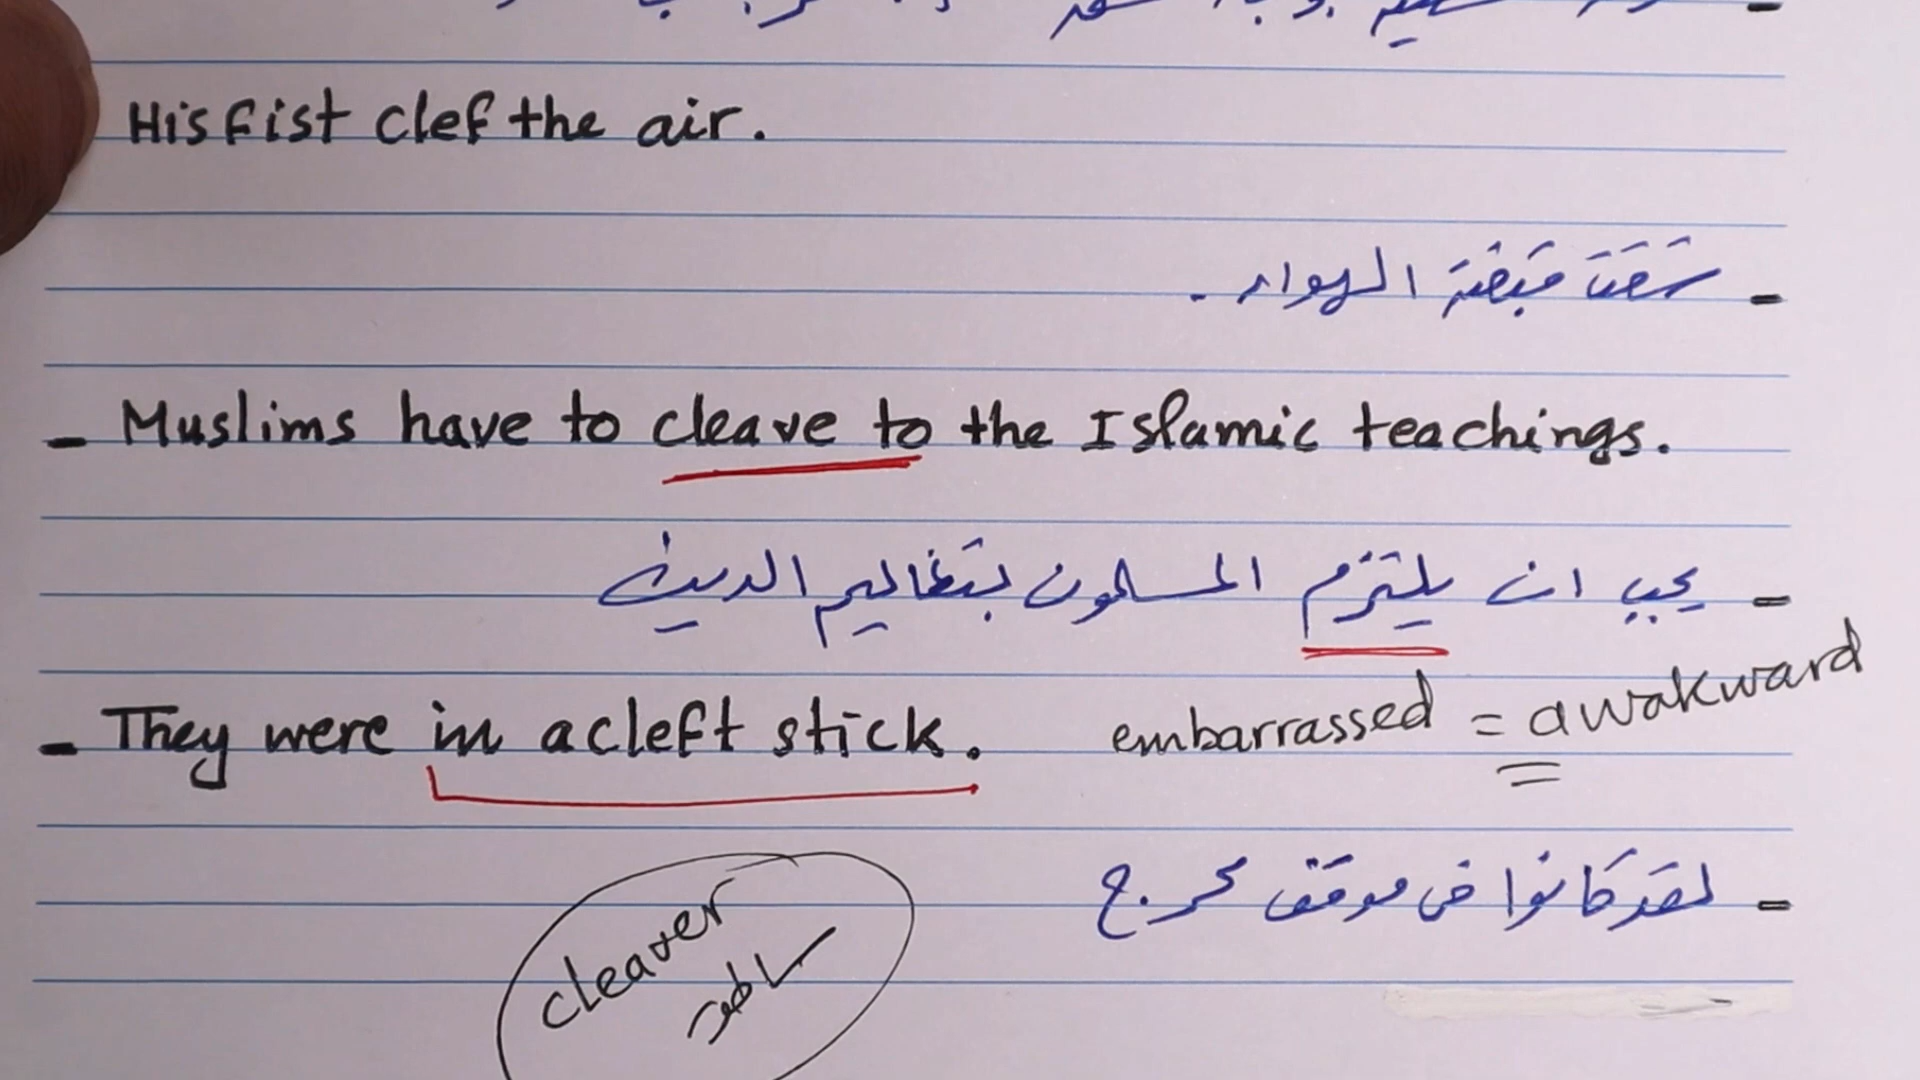 His fist clef the air.
- شقت قبضته الهواء.
- Muslims have to cleave to the Islamic teachings.
- يجب ان يلتزم المسلمون بتعاليم الدين
- They were in a cleft stick. embarrassed = awakward
- لقد كانوا في موقف محرج
cleaver
ساطور